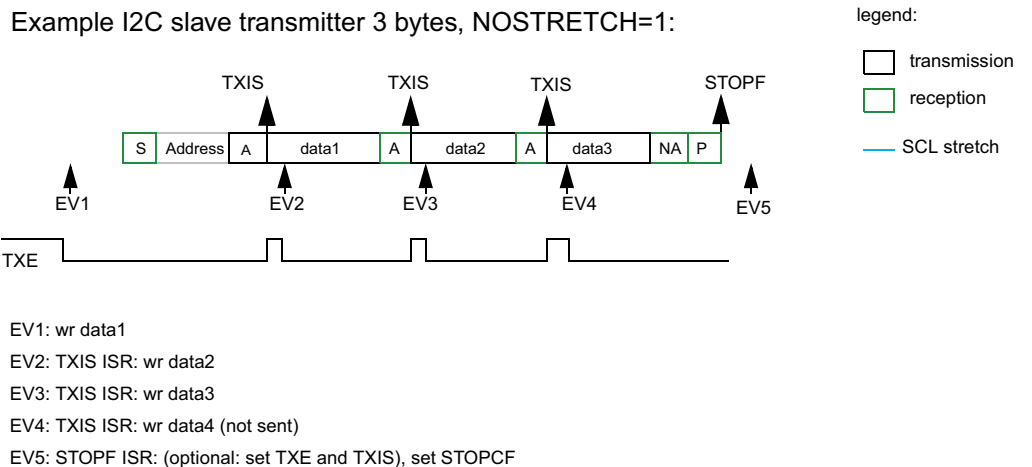 Example I2C slave transmitter 3 bytes, NOSTRETCH=1:
legend:
transmission
reception
SCL stretch
TXIS TXIS TXIS STOPF
S Address A data1 A data2 A data3 NA P
EV1 EV2 EV3 EV4 EV5
TXE
EV1: wr data1
EV2: TXIS ISR: wr data2
EV3: TXIS ISR: wr data3
EV4: TXIS ISR: wr data4 (not sent)
EV5: STOPF ISR: (optional: set TXE and TXIS), set STOPCF